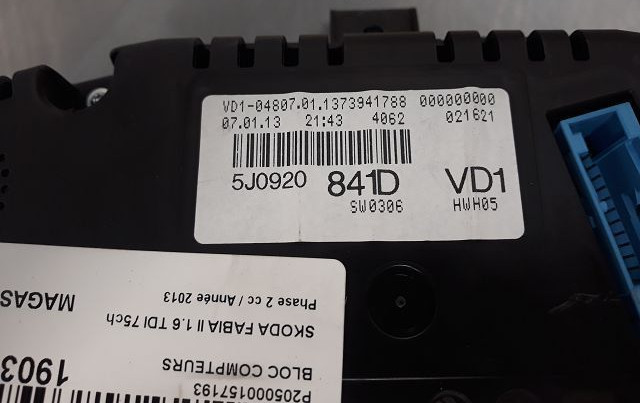 VD1-04807.01.1373941788 000000000
07.01.13 21:43 4062 021621
5J0920 841D VD1
SW0306 HWH05
P205000157193
BLOC COMPTEURS
1903
SKODA FABIA II 1.6 TDI 75ch
Phase 2 cc / Année 2013
MAGAS